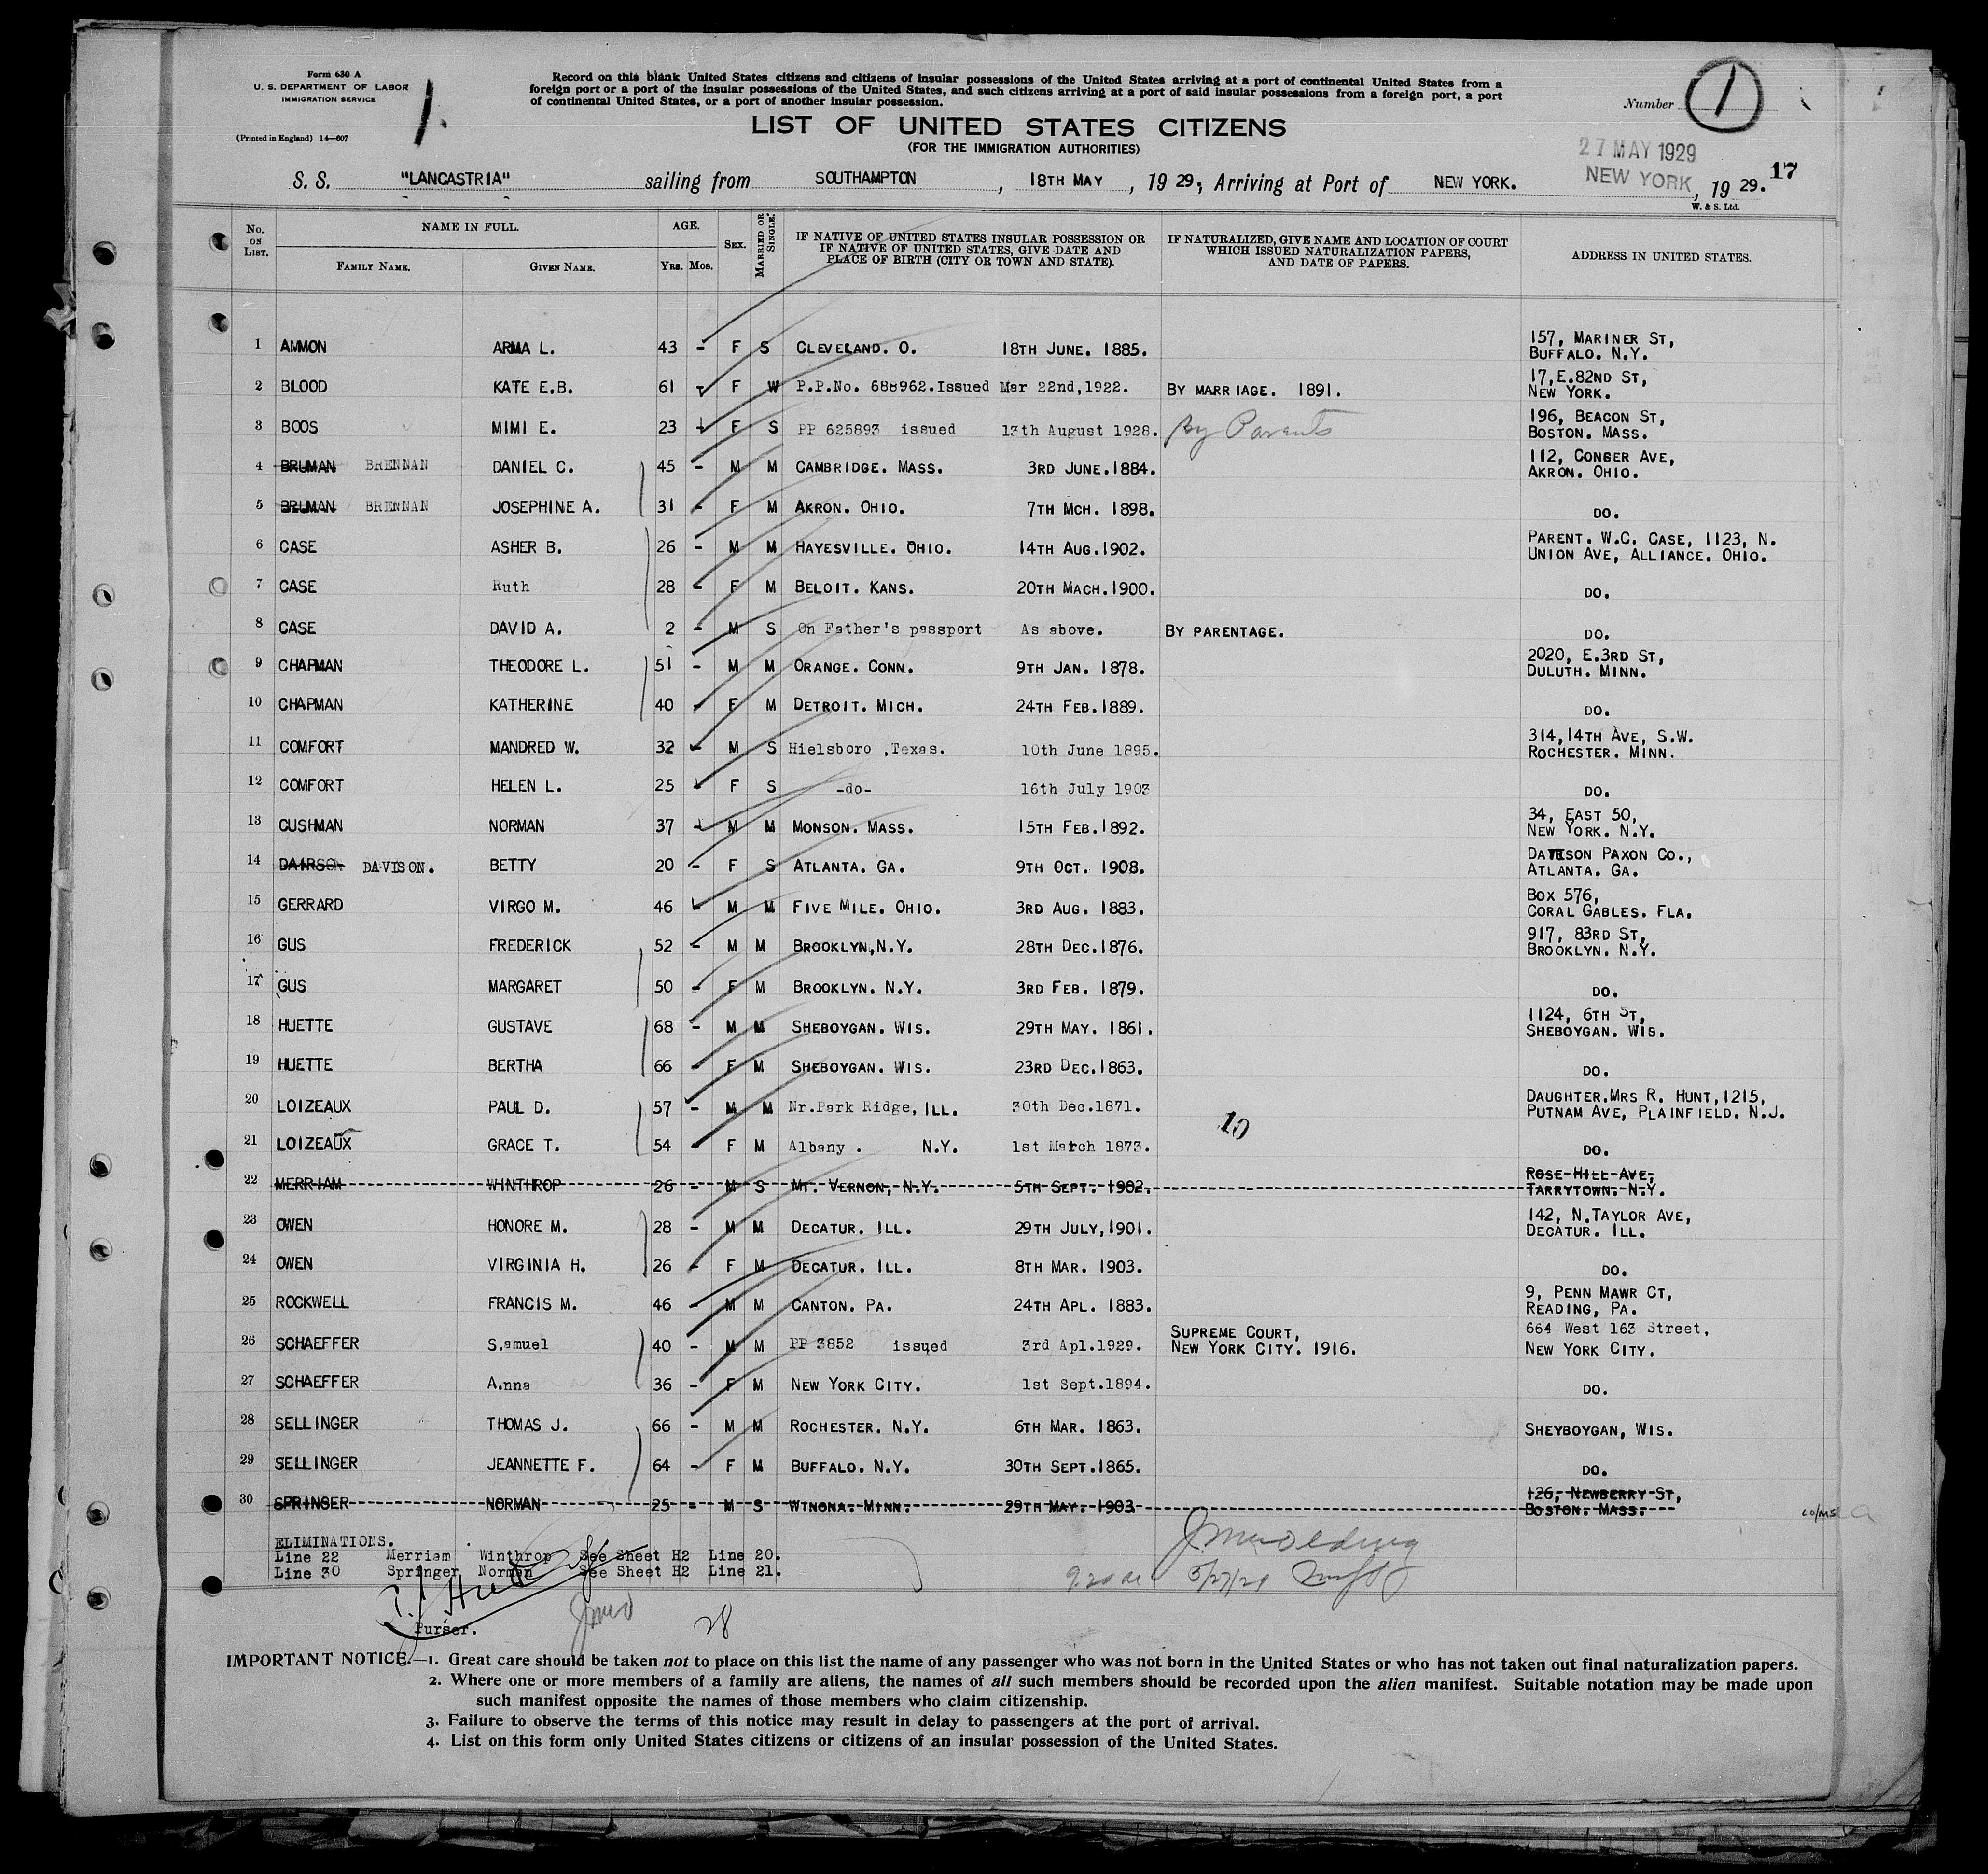 Form 630 A
U. S. DEPARTMENT OF LABOR
IMMIGRATION SERVICE
(Printed in England) 14—607
1.
Record on this blank United States citizens and citizens of insular possessions of the United States arriving at a port of continental United States from a
foreign port or a port of the insular possessions of the United States, and such citizens arriving at a port of said insular possessions from a foreign port, a port
of continental United States, or a port of another insular possession.
Number 1
LIST OF UNITED STATES CITIZENS
(FOR THE IMMIGRATION AUTHORITIES)
27 MAY 1929
NEW YORK
17
S. S. "LANCASTRIA" sailing from SOUTHAMPTON, 18TH MAY, 1929, Arriving at Port of NEW YORK. , 1929.
W. & S. Ltd.
No. ON LIST. NAME IN FULL. FAMILY NAME. GIVEN NAME. AGE. Yrs. Mos. SEX. MARRIED OR SINGLE. IF NATIVE OF UNITED STATES INSULAR POSSESSION OR IF NATIVE OF UNITED STATES, GIVE DATE AND PLACE OF BIRTH (CITY OR TOWN AND STATE). IF NATURALIZED, GIVE NAME AND LOCATION OF COURT WHICH ISSUED NATURALIZATION PAPERS, AND DATE OF PAPERS. ADDRESS IN UNITED STATES.
1 AMMON ARMA L. 43 - F S CLEVELAND. O. 18TH JUNE. 1885. 157, MARINER ST, BUFFALO. N.Y.
2 BLOOD KATE E.B. 61 - F W P.P.No. 688962.Issued Mar 22nd,1922. BY MARRIAGE. 1891. 17,E.82ND ST, NEW YORK.
3 BOOS MIMI E. 23 - F S PP 625893 issued 13th August 1928. By Parents 196, BEACON ST, BOSTON. MASS.
4 BRUMAN BRENNAN DANIEL C. 45 - M M CAMBRIDGE. MASS. 3RD JUNE.1884. 112, CONGER AVE, AKRON. OHIO.
5 BRUMAN BRENNAN JOSEPHINE A. 31 - F M AKRON. OHIO. 7TH MCH. 1898. DO.
6 CASE ASHER B. 26 - M M HAYESVILLE. OHIO. 14TH AUG.1902. PARENT. W.C. CASE, 1123, N. UNION AVE, ALLIANCE. OHIO.
7 CASE Ruth 28 - F M BELOIT. KANS. 20TH MACH.1900. DO.
8 CASE DAVID A. 2 - M S On Father's passport As above. BY PARENTAGE. DO.
9 CHAPMAN THEODORE L. 51 - M M ORANGE. CONN. 9TH JAN. 1878. 2020, E.3RD ST, DULUTH. MINN.
10 CHAPMAN KATHERINE 40 - F M DETROIT. MICH. 24TH FEB.1889. DO.
11 COMFORT MANDRED W. 32 - M S Hielsboro ,Texas. 10th June 1895. 314,14TH AVE, S.W. ROCHESTER. MINN.
12 COMFORT HELEN L. 25 - F S -do- 16th July 1903 DO.
13 CUSHMAN NORMAN 37 - M M MONSON. MASS. 15TH FEB.1892. 34, EAST 50, NEW YORK. N.Y.
14 DAIRSON DAVISON. BETTY 20 - F S ATLANTA. GA. 9TH OCT. 1908. PAXON CO., ATLANTA. GA.
15 GERRARD VIRGO M. 46 - M M FIVE MILE. OHIO. 3RD AUG. 1883. BOX 576, CORAL GABLES. FLA.
16 GUS FREDERICK 52 - M M BROOKLYN,N.Y. 28TH DEC.1876. 917, 83RD ST, BROOKLYN. N.Y.
17 GUS MARGARET 50 - F M BROOKLYN. N.Y. 3RD FEB. 1879. DO.
18 HUETTE GUSTAVE 68 - M M SHEBOYGAN. WIS. 29TH MAY. 1861. 1124, 6TH ST, SHEBOYGAN. WIS.
19 HUETTE BERTHA 66 - F M SHEBOYGAN. WIS. 23RD DEC.1863. DO.
20 LOIZEAUX PAUL D. 57 - M M Nr.Park Ridge, ILL. 30th Dec.1871. DAUGHTER.MRS R. HUNT,1215, PUTNAM AVE, PLAINFIELD. N.J.
21 LOIZEAUX GRACE T. 54 - F M Albany . N.Y. 1st March 1873. 10 DO.
22 MERRIAM WINTHROP 26 - M S MT. VERNON, N.Y. 5TH SEPT. 1902. ROSE HILL AVE, TARRYTOWN. N.Y.
23 OWEN HONORE M. 28 - M M DECATUR. ILL. 29TH JULY,1901. 142, N.TAYLOR AVE, DECATUR. ILL.
24 OWEN VIRGINIA H. 26 - F M DECATUR. ILL. 8TH MAR. 1903. DO.
25 ROCKWELL FRANCIS M. 46 - M M CANTON. PA. 24TH APL. 1883. 9, PENN MAWR CT, READING, PA.
26 SCHAEFFER S.amuel 40 - M M PP 3852 issued 3rd Apl.1929. SUPREME COURT, NEW YORK CITY. 1916. 664 West 163 Street, NEW YORK CITY.
27 SCHAEFFER A.nna 36 - F M NEW YORK CITY. 1st Sept.1894. DO.
28 SELLINGER THOMAS J. 66 - M M ROCHESTER. N.Y. 6TH MAR. 1863. SHEYBOYGAN, WIS.
29 SELLINGER JEANNETTE F. 64 - F M BUFFALO. N.Y. 30TH SEPT.1865. DO.
30 SPRINGER NORMAN 25 - M S WINONA. MINN. 29TH MAY. 1903 126, NEWBERRY ST, BOSTON. MASS.
ELIMINATIONS.
Line 22 Merriam Winthrop See Sheet H2 Line 20.
Line 30 Springer Norman See Sheet H2 Line 21.
5/27/29
Purser.
28
IMPORTANT NOTICE.—1. Great care should be taken not to place on this list the name of any passenger who was not born in the United States or who has not taken out final naturalization papers.
2. Where one or more members of a family are aliens, the names of all such members should be recorded upon the alien manifest. Suitable notation may be made upon
such manifest opposite the names of those members who claim citizenship.
3. Failure to observe the terms of this notice may result in delay to passengers at the port of arrival.
4. List on this form only United States citizens or citizens of an insular possession of the United States.